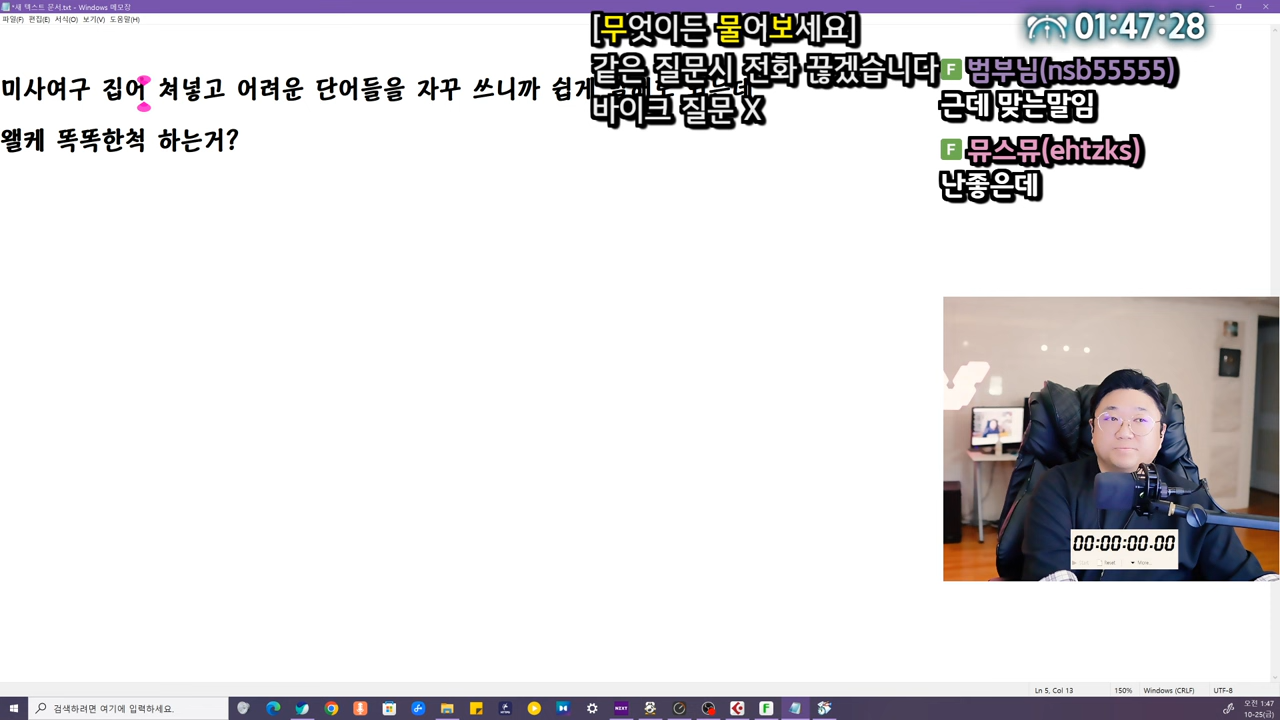 *새 텍스트 문서.txt - Windows 메모장
파일(F) 편집(E) 서식(O) 보기(V) 도움말(H)
[무엇이든 물어보세요]
같은 질문시 전화 끊겠습니다
바이크 질문 X
01:47:28
F 범부님(nsb55555)
근데 맞는말임
F 뮤스뮤(ehtzks)
난좋은데
미사여구 집어 쳐넣고 어려운 단어들을 자꾸 쓰니까 쉽게
왤케 똑똑한척 하는거?
00:00:00.00
Ln 5, Col 13
150%
Windows (CRLF)
UTF-8
검색하려면 여기에 입력하세요.
NEXT
오전 1:47
10-25(금)